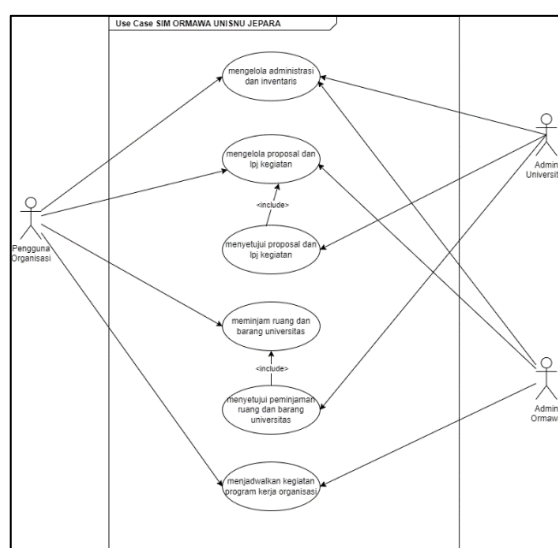 Use Case SIM ORMAWA UNISNU JEPARA
mengelola administrasi
dan inventaris
mengelola proposal dan
lpj kegiatan
<include>
menyetujui proposal dan
lpj kegiatan
meminjam ruang dan
barang universitas
<include>
menyetujui peminjaman
ruang dan barang
universitas
menjadwalkan kegiatan
program kerja organisasi
Pengguna
Organisasi
Admin
Universit
Admin
Ormaw